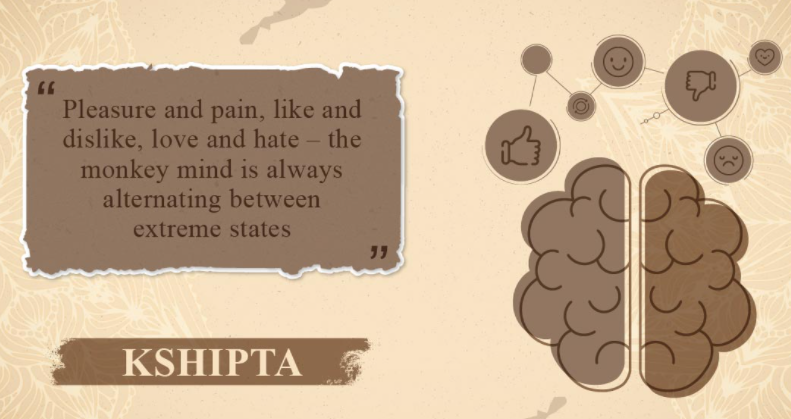 “ Pleasure and pain, like and
dislike, love and hate – the
monkey mind is always
alternating between
extreme states ”
KSHIPTA